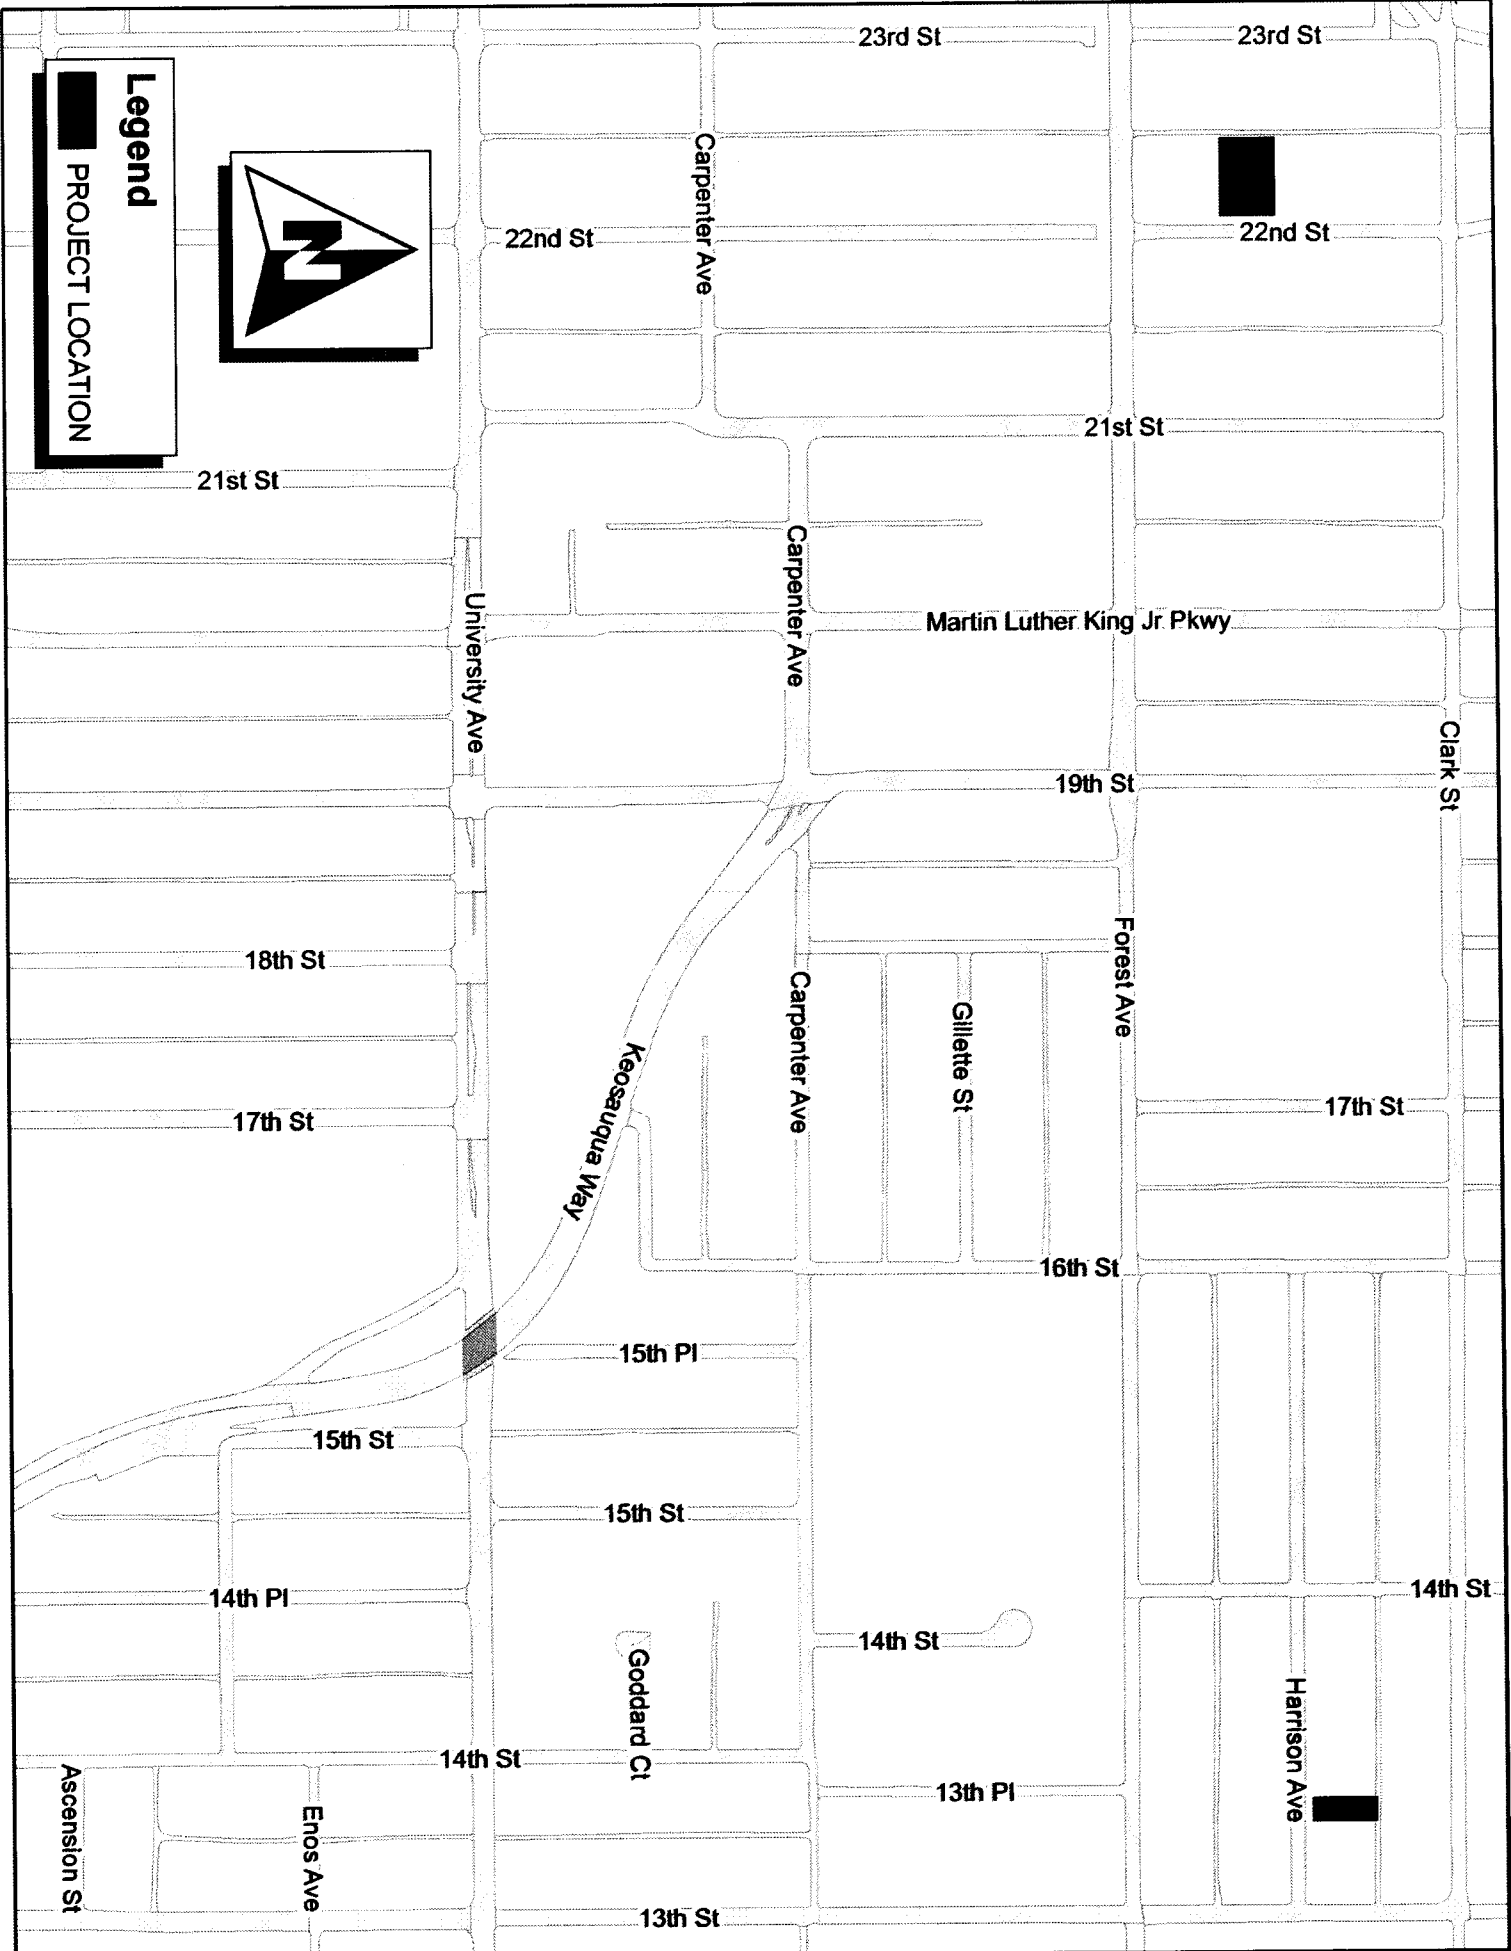 23rd St
23rd St
Legend
PROJECT LOCATION
N
Carpenter Ave
22nd St
22nd St
21st St
21st St
Carpenter Ave
University Ave
Martin Luther King Jr Pkwy
Clark St
19th St
18th St
Forest Ave
Carpenter Ave
Gillette St
Keosauqua Way
17th St
17th St
16th St
15th Pl
15th St
15th St
14th Pl
14th St
14th St
Goddard Ct
Harrison Ave
14th St
13th Pl
Ascension St
Enos Ave
13th St